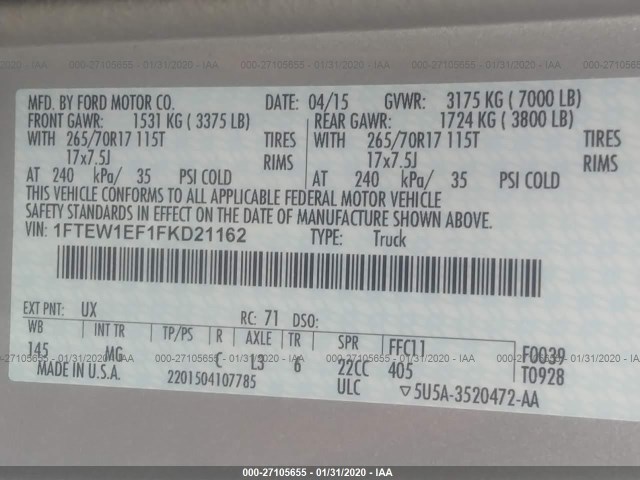 000-27105655 - 01/31/2020 - IAA
MFD. BY FORD MOTOR CO. DATE: 04/15 GVWR: 3175 KG ( 7000 LB)
FRONT GAWR: 1531 KG ( 3375 LB) REAR GAWR: 1724 KG ( 3800 LB)
WITH 265/70R17 115T TIRES WITH 265/70R17 115T TIRES
17x7.5J RIMS 17x7.5J RIMS
AT 240 kPa/ 35 PSI COLD AT 240 kPa/ 35 PSI COLD
THIS VEHICLE CONFORMS TO ALL APPLICABLE FEDERAL MOTOR VEHICLE
SAFETY STANDARDS IN EFFECT ON THE DATE OF MANUFACTURE SHOWN ABOVE.
VIN: 1FTEW1EF1FKD21162 TYPE: Truck
EXT PNT: UX RC: 71 DSO:
WB INT TR TP/PS R AXLE TR SPR FFC11 F0039
145 MG C L3 6 22CC 405 T0928
MADE IN U.S.A. 2201504107785 ULC ▽5U5A-3520472-AA
000-27105655 - 01/31/2020 - IAA
000-27105655 - 01/31/2020 - IAA